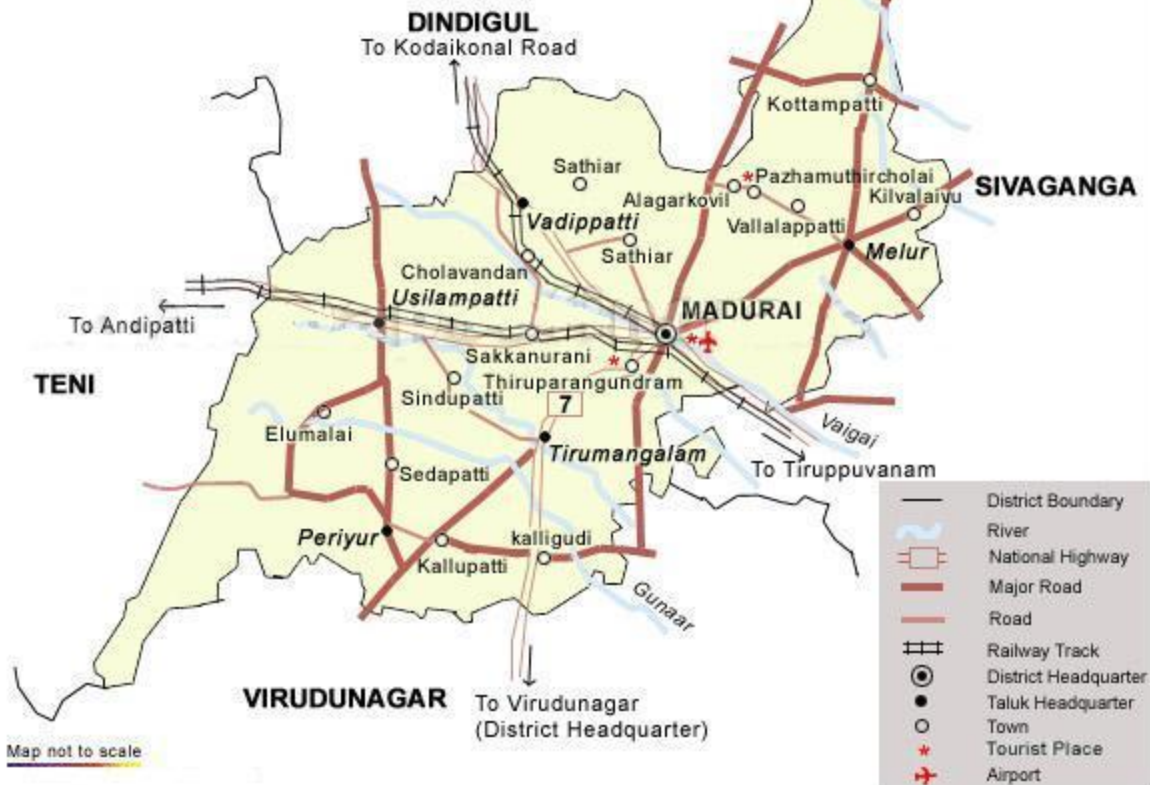 DINDIGUL
To Kodaikonal Road
Kottampatti
Sathiar
Pazhamuthircholai
SIVAGANGA
Alagarkovil
Kilvalaivu
Vadippatti
Vallalappatti
Sathiar
Melur
Cholavandan
Usilampatti
MADURAI
To Andipatti
Sakkanurani
TENI
Thiruparangundram
Sindupatti
7
Elumalai
Vaigai
Tirumangalam
To Tiruppuvanam
Sedapatti
Periyur
kalligudi
Kallupatti
Gunaar
VIRUDUNAGAR
To Virudunagar
(District Headquarter)
Map not to scale
District Boundary
River
National Highway
Major Road
Road
Railway Track
District Headquarter
Taluk Headquarter
Town
Tourist Place
Airport